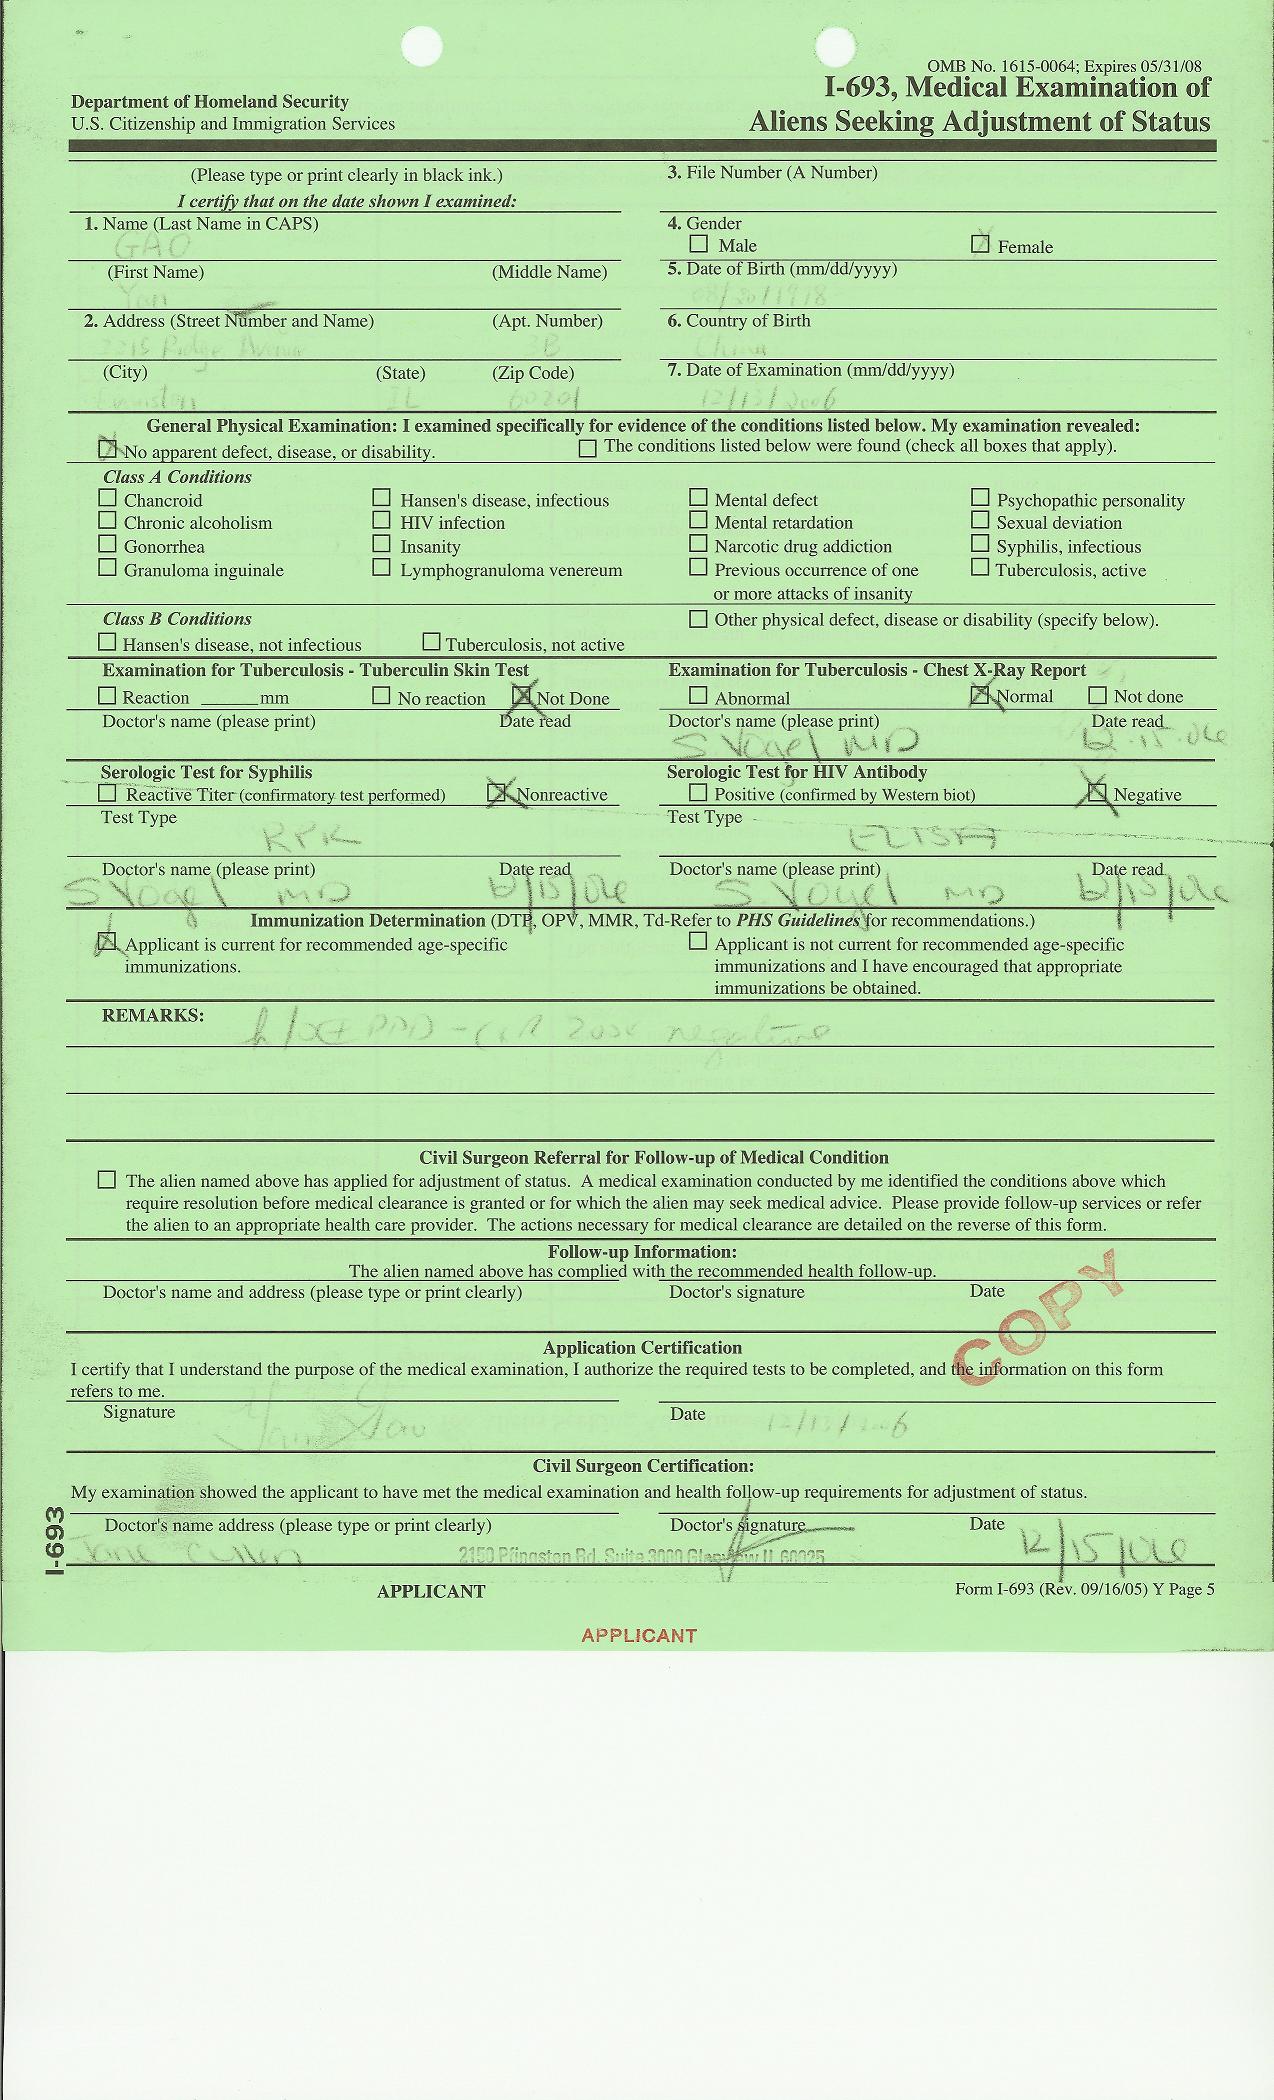 OMB No. 1615-0064; Expires 05/31/08
Department of Homeland Security
U.S. Citizenship and Immigration Services
I-693, Medical Examination of
Aliens Seeking Adjustment of Status
(Please type or print clearly in black ink.)
I certify that on the date shown I examined:
3. File Number (A Number)
1. Name (Last Name in CAPS)
GAO
4. Gender
Male
Female
(First Name) (Middle Name)
Yan
5. Date of Birth (mm/dd/yyyy)
2. Address (Street Number and Name) (Apt. Number)
Ridge Avenue 3B
6. Country of Birth
China
(City) (State) (Zip Code)
IL 60201
7. Date of Examination (mm/dd/yyyy)
12/13/2006
General Physical Examination: I examined specifically for evidence of the conditions listed below. My examination revealed:
No apparent defect, disease, or disability.
The conditions listed below were found (check all boxes that apply).
Class A Conditions
Chancroid Hansen's disease, infectious Mental defect Psychopathic personality
Chronic alcoholism HIV infection Mental retardation Sexual deviation
Gonorrhea Insanity Narcotic drug addiction Syphilis, infectious
Granuloma inguinale Lymphogranuloma venereum Previous occurrence of one Tuberculosis, active
or more attacks of insanity
Class B Conditions
Other physical defect, disease or disability (specify below).
Hansen's disease, not infectious Tuberculosis, not active
Examination for Tuberculosis - Tuberculin Skin Test Examination for Tuberculosis - Chest X-Ray Report
Reaction ______mm No reaction Not Done Abnormal Normal Not done
Doctor's name (please print) Date read Doctor's name (please print) Date read
S. Vogel MD 12.15.06
Serologic Test for Syphilis Serologic Test for HIV Antibody
Reactive Titer (confirmatory test performed) Nonreactive Positive (confirmed by Western biot) Negative
Test Type Test Type
RPR ELISA
Doctor's name (please print) Date read Doctor's name (please print) Date read
S Vogel MD 12/15/06 S. Vogel MD 12/15/06
Immunization Determination (DTP, OPV, MMR, Td-Refer to PHS Guidelines for recommendations.)
Applicant is current for recommended age-specific
immunizations.
Applicant is not current for recommended age-specific
immunizations and I have encouraged that appropriate
immunizations be obtained.
REMARKS:
PPD negative
Civil Surgeon Referral for Follow-up of Medical Condition
The alien named above has applied for adjustment of status. A medical examination conducted by me identified the conditions above which
require resolution before medical clearance is granted or for which the alien may seek medical advice. Please provide follow-up services or refer
the alien to an appropriate health care provider. The actions necessary for medical clearance are detailed on the reverse of this form.
Follow-up Information:
The alien named above has complied with the recommended health follow-up.
Doctor's name and address (please type or print clearly) Doctor's signature Date
COPY
Application Certification
I certify that I understand the purpose of the medical examination, I authorize the required tests to be completed, and the information on this form
refers to me.
Signature Date
Yan Gao 12/13/2006
Civil Surgeon Certification:
My examination showed the applicant to have met the medical examination and health follow-up requirements for adjustment of status.
Doctor's name address (please type or print clearly) Doctor's signature Date
Jane Cullen 2150 Pfingsten Rd. Suite 3000 Glenview IL 60025 12/15/06
I-693
APPLICANT
Form I-693 (Rev. 09/16/05) Y Page 5
APPLICANT